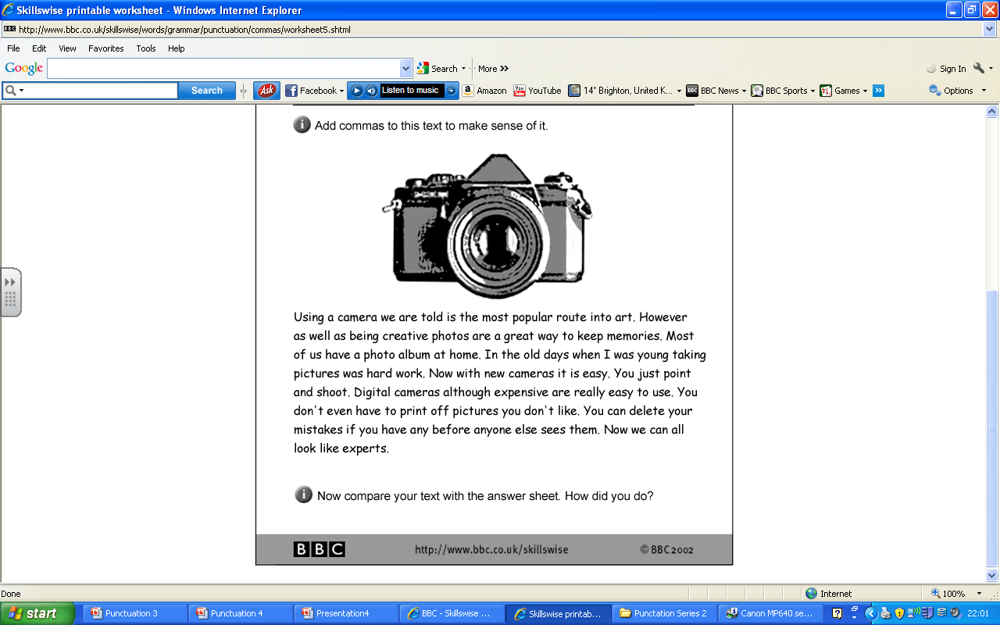 Skillswise printable worksheet - Windows Internet Explorer
http://www.bbc.co.uk/skillswise/words/grammar/punctuation/commas/worksheet5.shtml
File Edit View Favorites Tools Help
Google Search More Sign In
Search Ask Facebook Listen to music Amazon YouTube 14° Brighton, United K... BBC BBC News BBC Sports Games Options
i Add commas to this text to make sense of it.
Using a camera we are told is the most popular route into art. However
as well as being creative photos are a great way to keep memories. Most
of us have a photo album at home. In the old days when I was young taking
pictures was hard work. Now with new cameras it is easy. You just point
and shoot. Digital cameras although expensive are really easy to use. You
don't even have to print off pictures you don't like. You can delete your
mistakes if you have any before anyone else sees them. Now we can all
look like experts.
i Now compare your text with the answer sheet. How did you do?
BBC http://www.bbc.co.uk/skillswise © BBC 2002
Done Internet 100%
start Punctuation 3 Punctuation 4 Presentation4 BBC - Skillswise ... Skillswise printab... Punctation Series 2 Canon MP640 se... 22:01